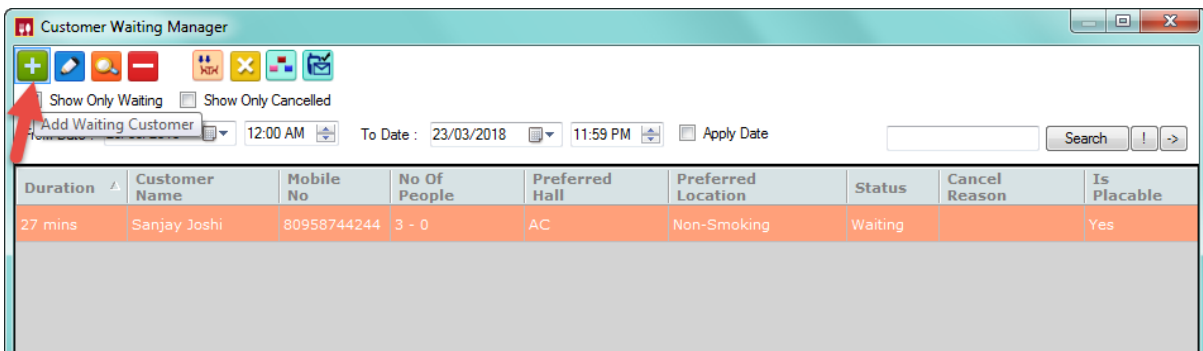 Customer Waiting Manager
Show Only Waiting Show Only Cancelled
Add Waiting Customer
12:00 AM To Date : 23/03/2018 11:59 PM Apply Date Search ! ->
Duration Customer Name Mobile No No Of People Preferred Hall Preferred Location Status Cancel Reason Is Placable
27 mins Sanjay Joshi 80958744244 3 - 0 AC Non-Smoking Waiting Yes